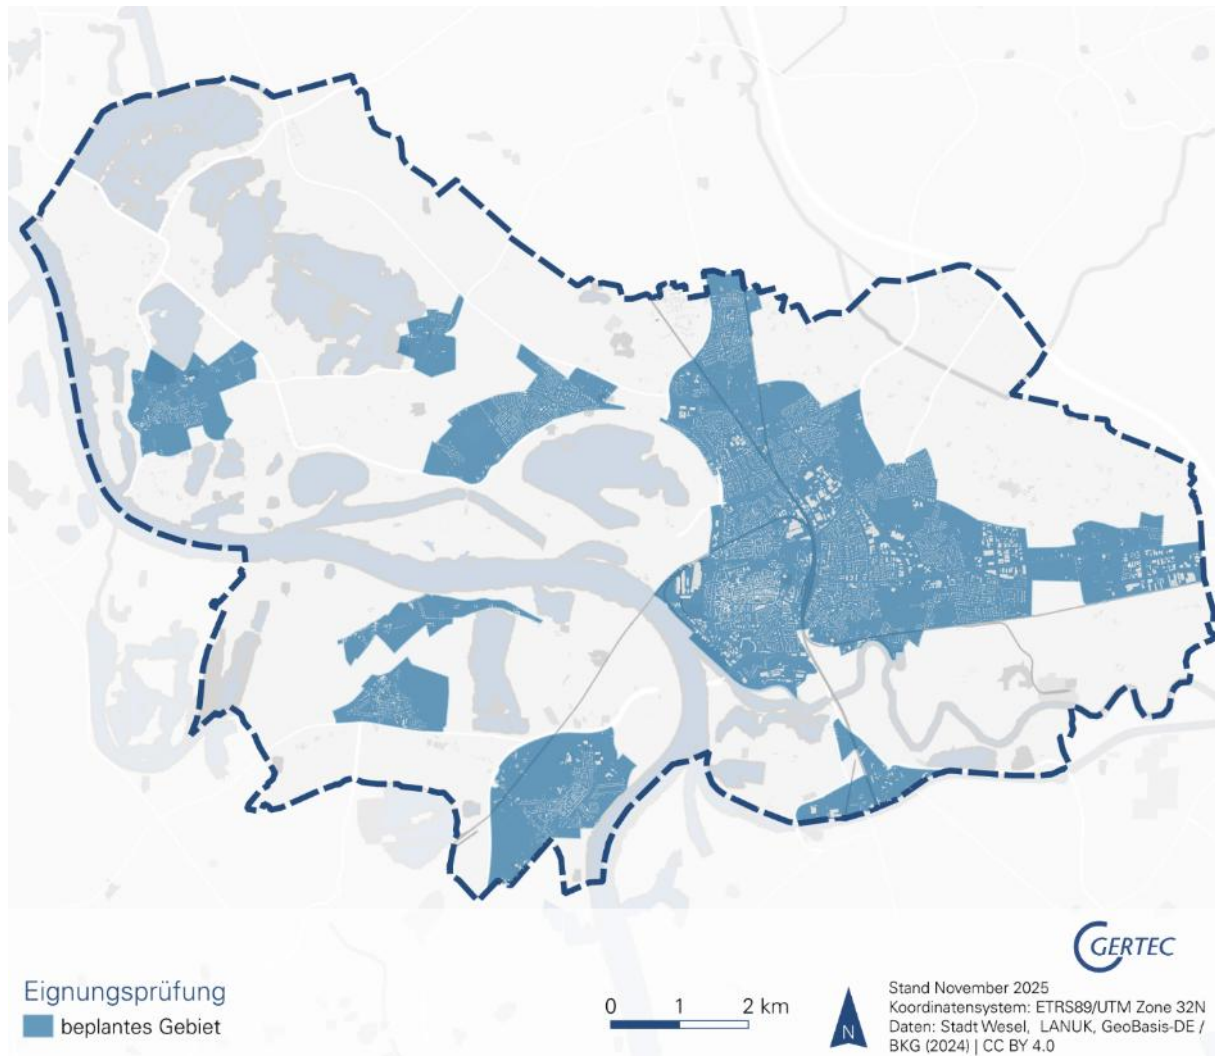 GERTEC
Eignungsprüfung
beplantes Gebiet
0 1 2 km
N
Stand November 2025
Koordinatensystem: ETRS89/UTM Zone 32N
Daten: Stadt Wesel, LANUK, GeoBasis-DE /
BKG (2024) | CC BY 4.0